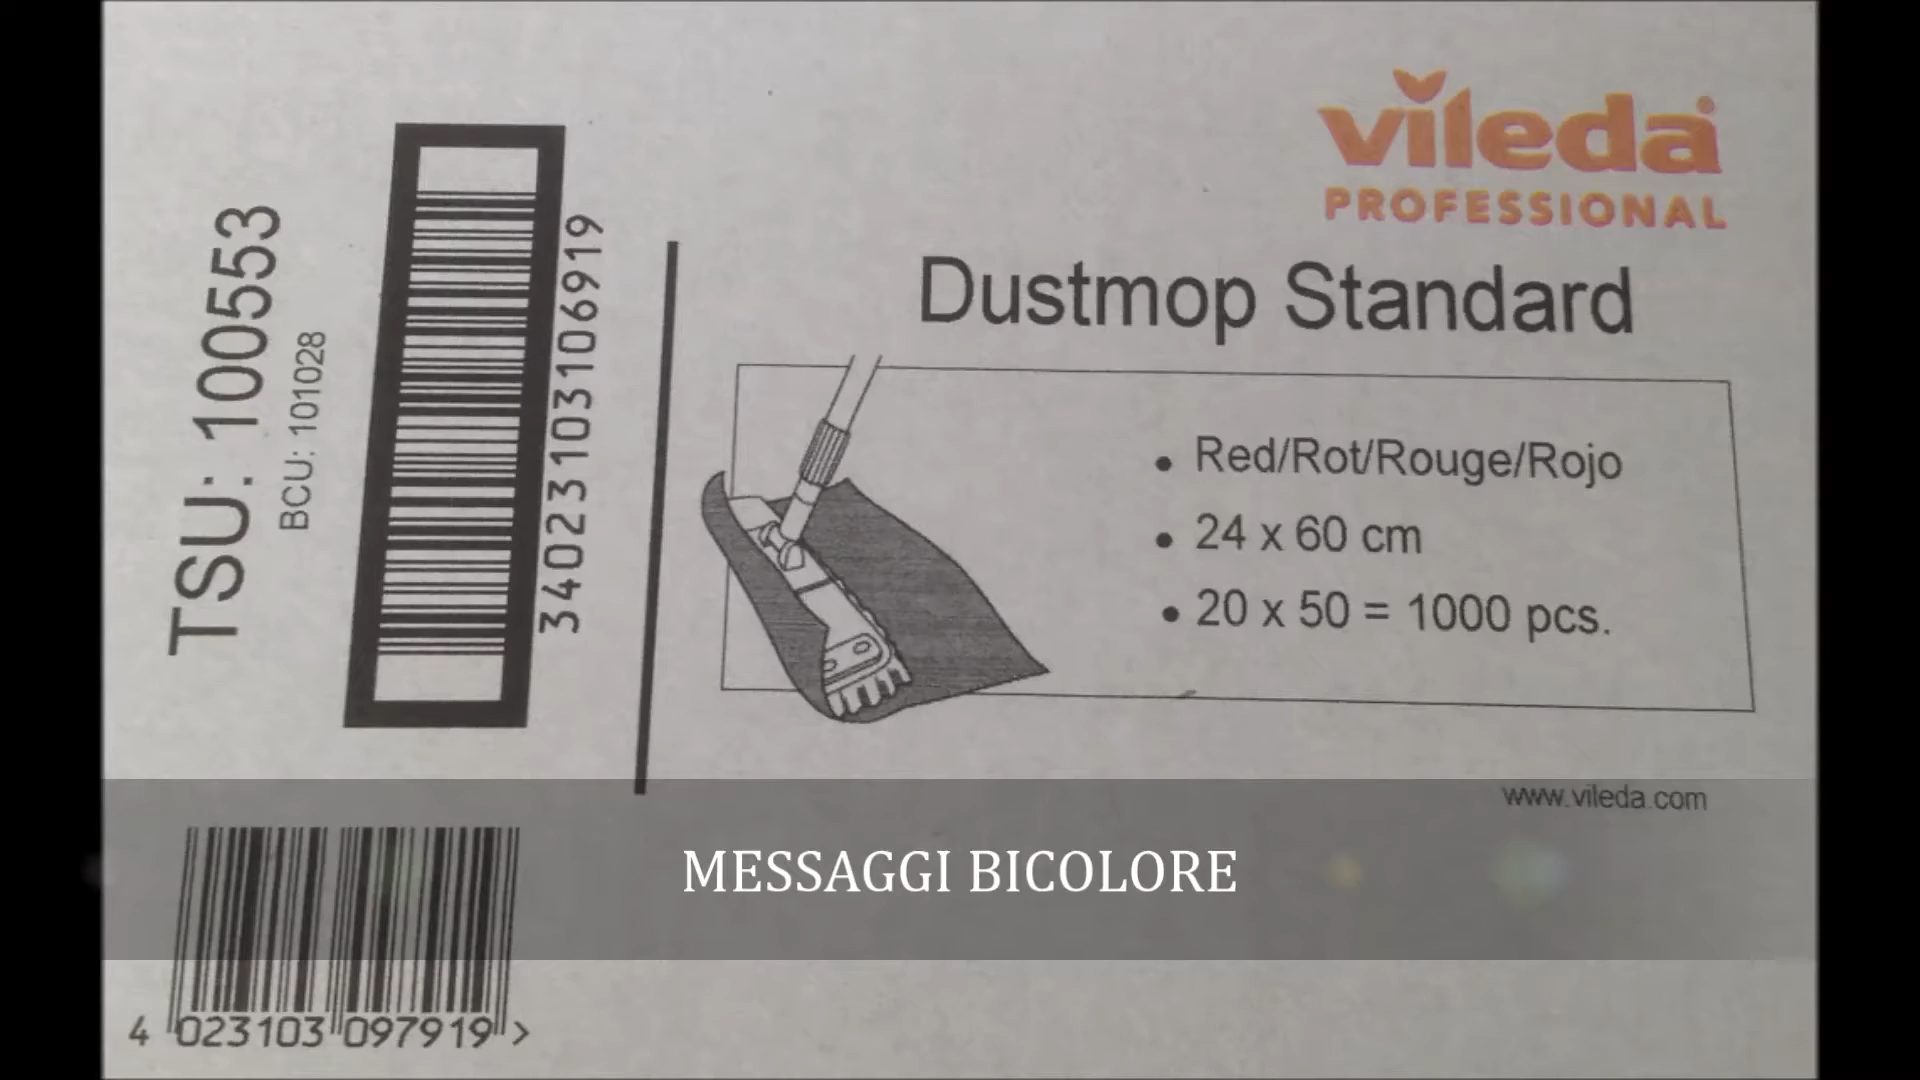 TSU: 100553
BCU: 101028
34023103106919
vileda
PROFESSIONAL
Dustmop Standard
• Red/Rot/Rouge/Rojo
• 24 x 60 cm
• 20 x 50 = 1000 pcs.
www.vileda.com
MESSAGGI BICOLORE
4 023103 097919 >